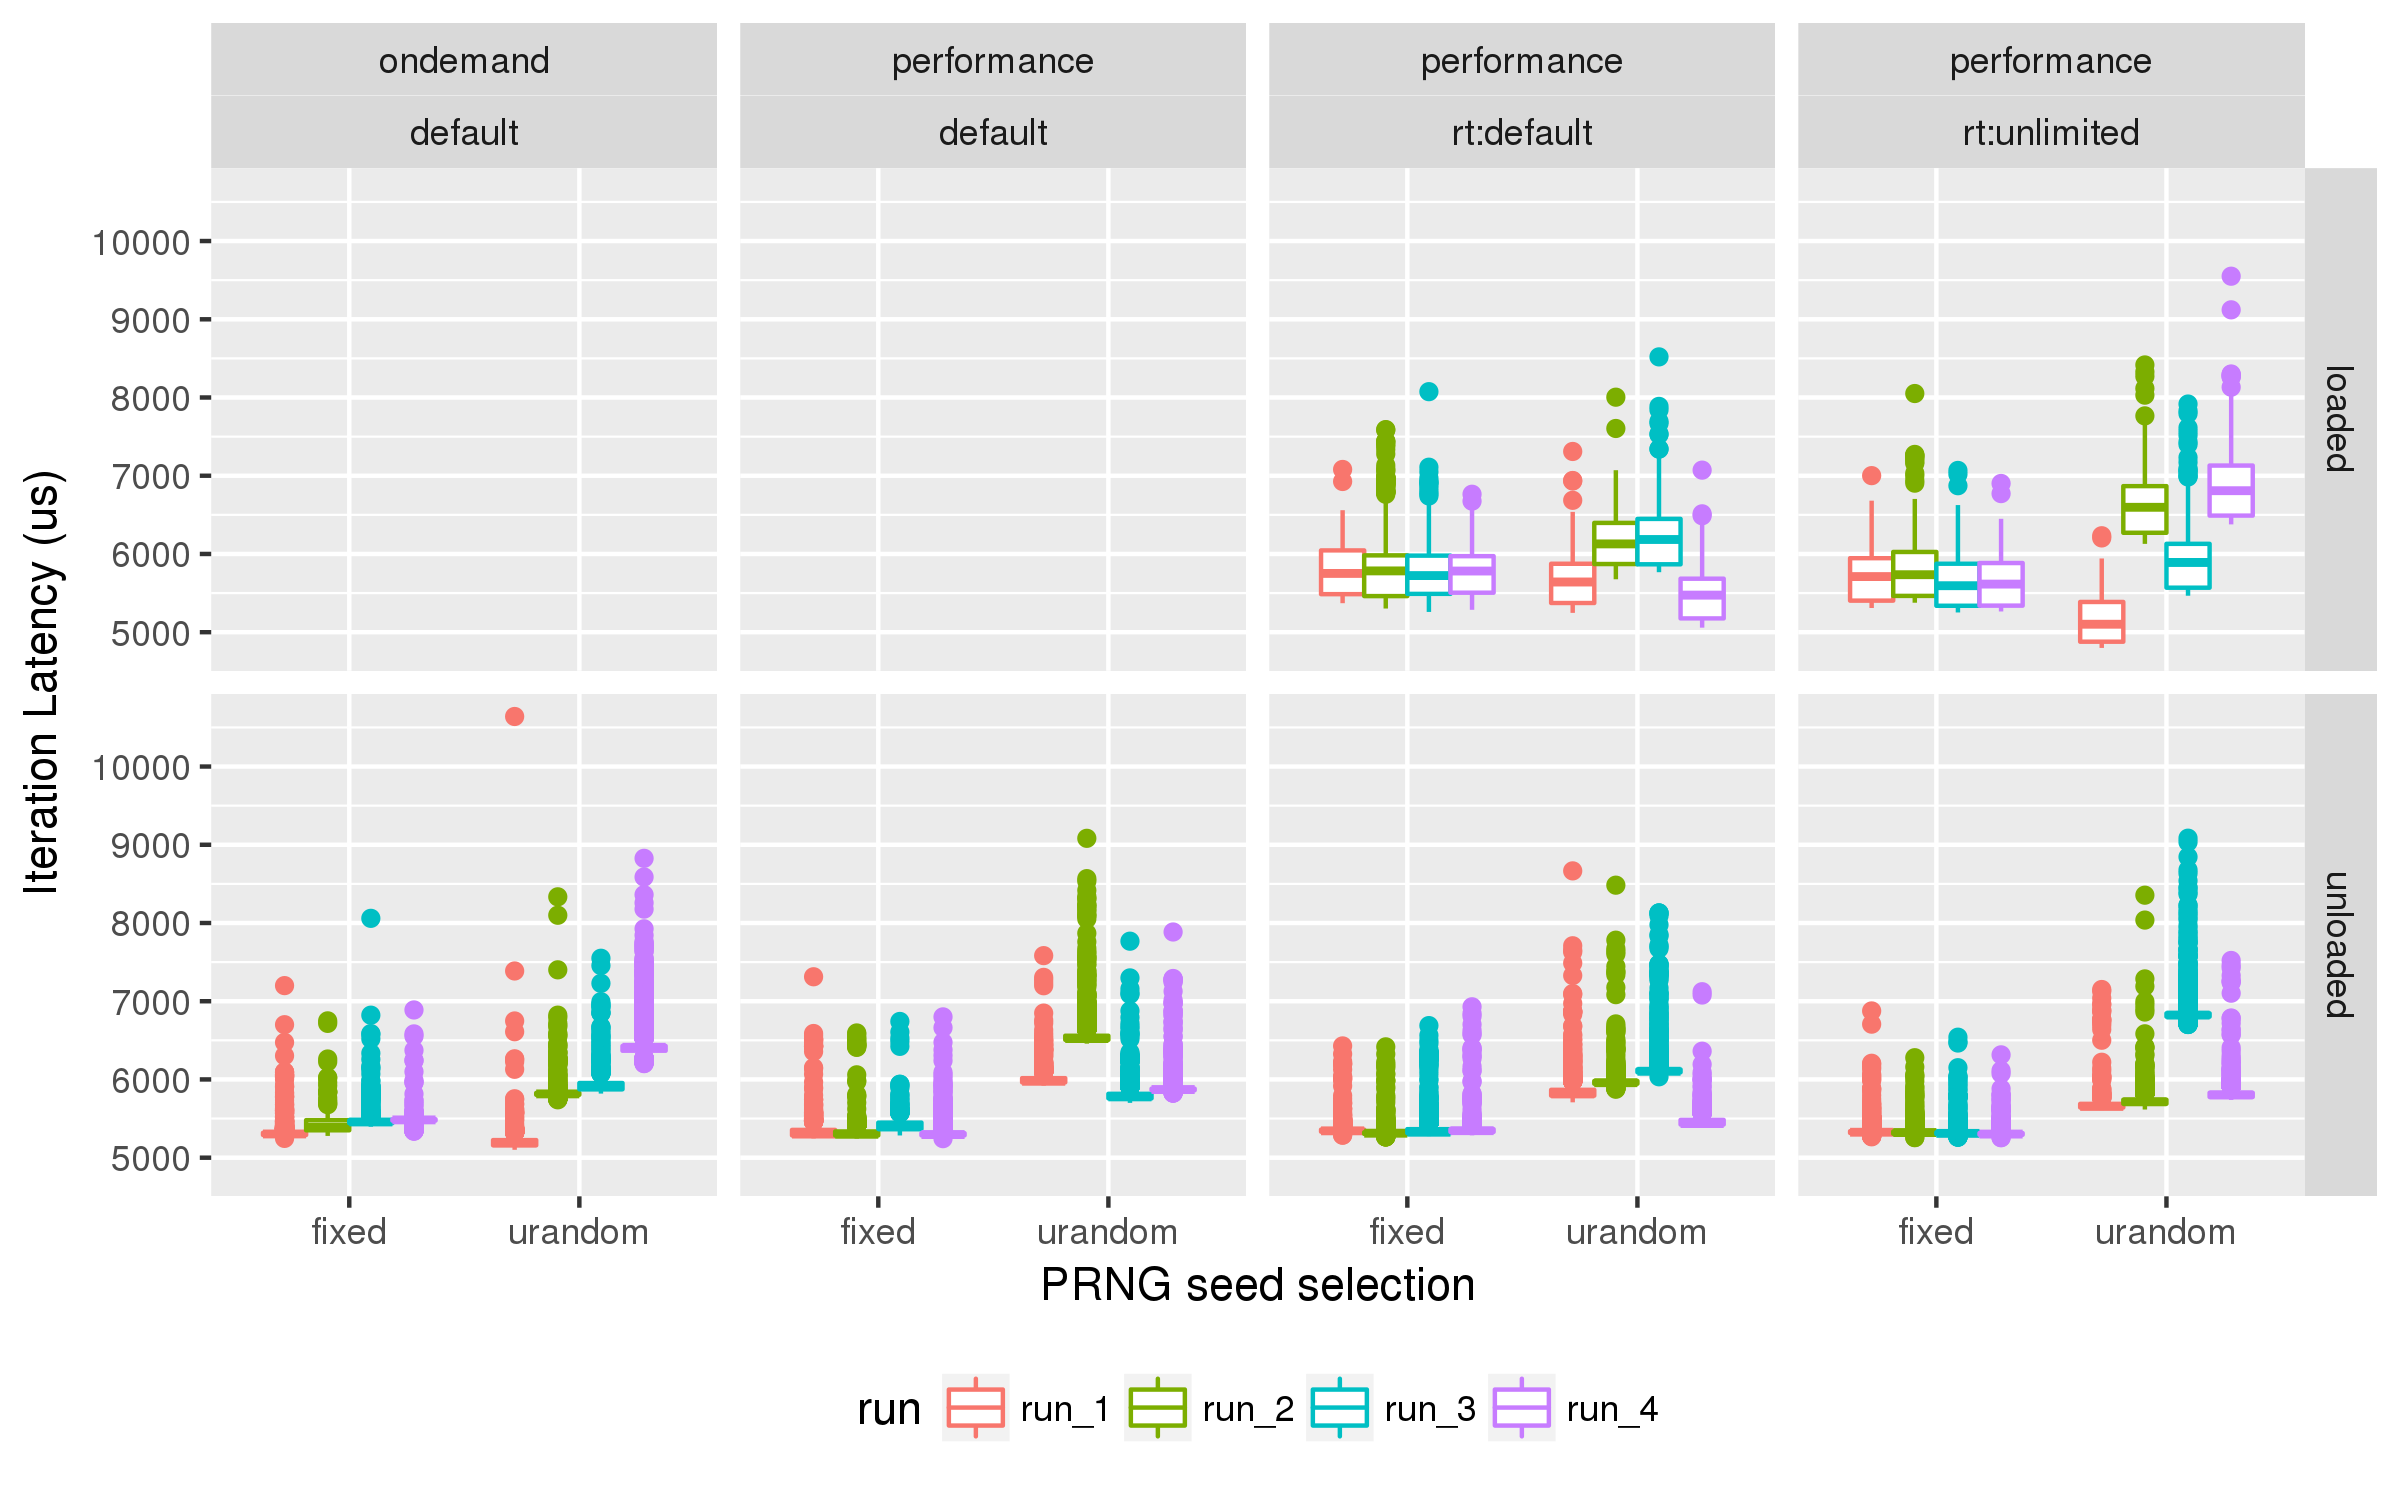 ondemand performance performance performance
default default rt:default rt:unlimited
10000
9000
8000
7000
6000
5000
loaded
10000
9000
8000
7000
6000
5000
unloaded
Iteration Latency (us)
fixed urandom fixed urandom fixed urandom fixed urandom
PRNG seed selection
run run_1 run_2 run_3 run_4